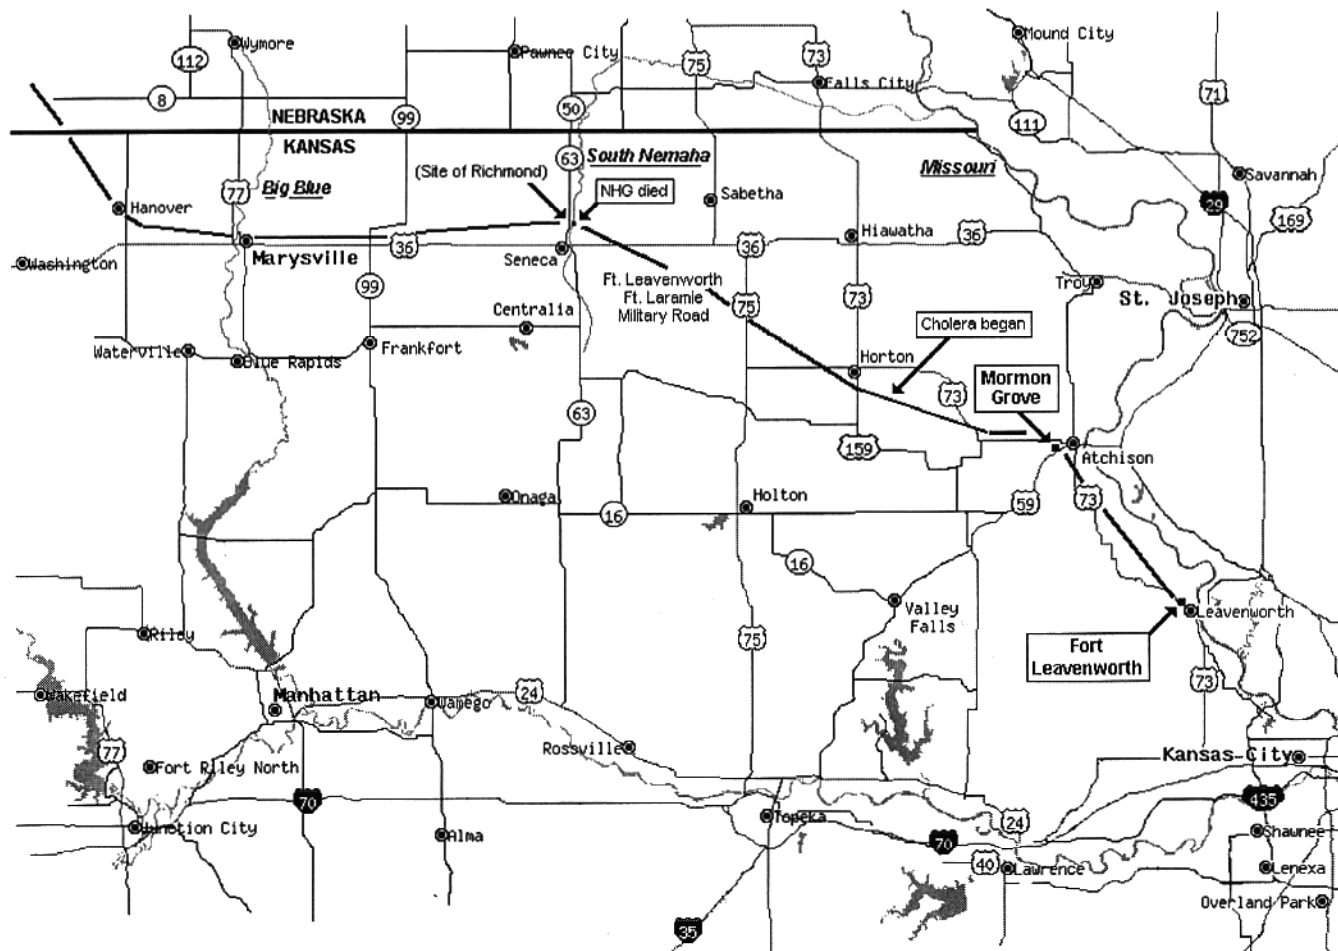 Wymore
Pawnee City
Mound City
112
75
73
Falls City
71
8
99
50
111
NEBRASKA
KANSAS
63
South Nemaha
Missouri
(Site of Richmond)
NHG died
77
Big Blue
Sabetha
Savannah
29
169
Hanover
36
Marysville
Seneca
36
Hiawatha
36
Washington
Ft. Leavenworth
Ft. Laramie
Military Road
99
75
73
Troy
St. Joseph
Centralia
Cholera began
752
Waterville
Blue Rapids
Frankfort
Horton
Mormon
Grove
73
63
159
Atchison
Onaga
Holton
59
73
16
16
Valley
Falls
Leavenworth
Riley
75
Fort
Leavenworth
73
Wakefield
Manhattan
24
Wamego
Rossville
77
Fort Riley North
Kansas City
70
435
Junction City
Alma
Topeka
24
70
Shawnee
40
Lawrence
Lenexa
Overland Park
35